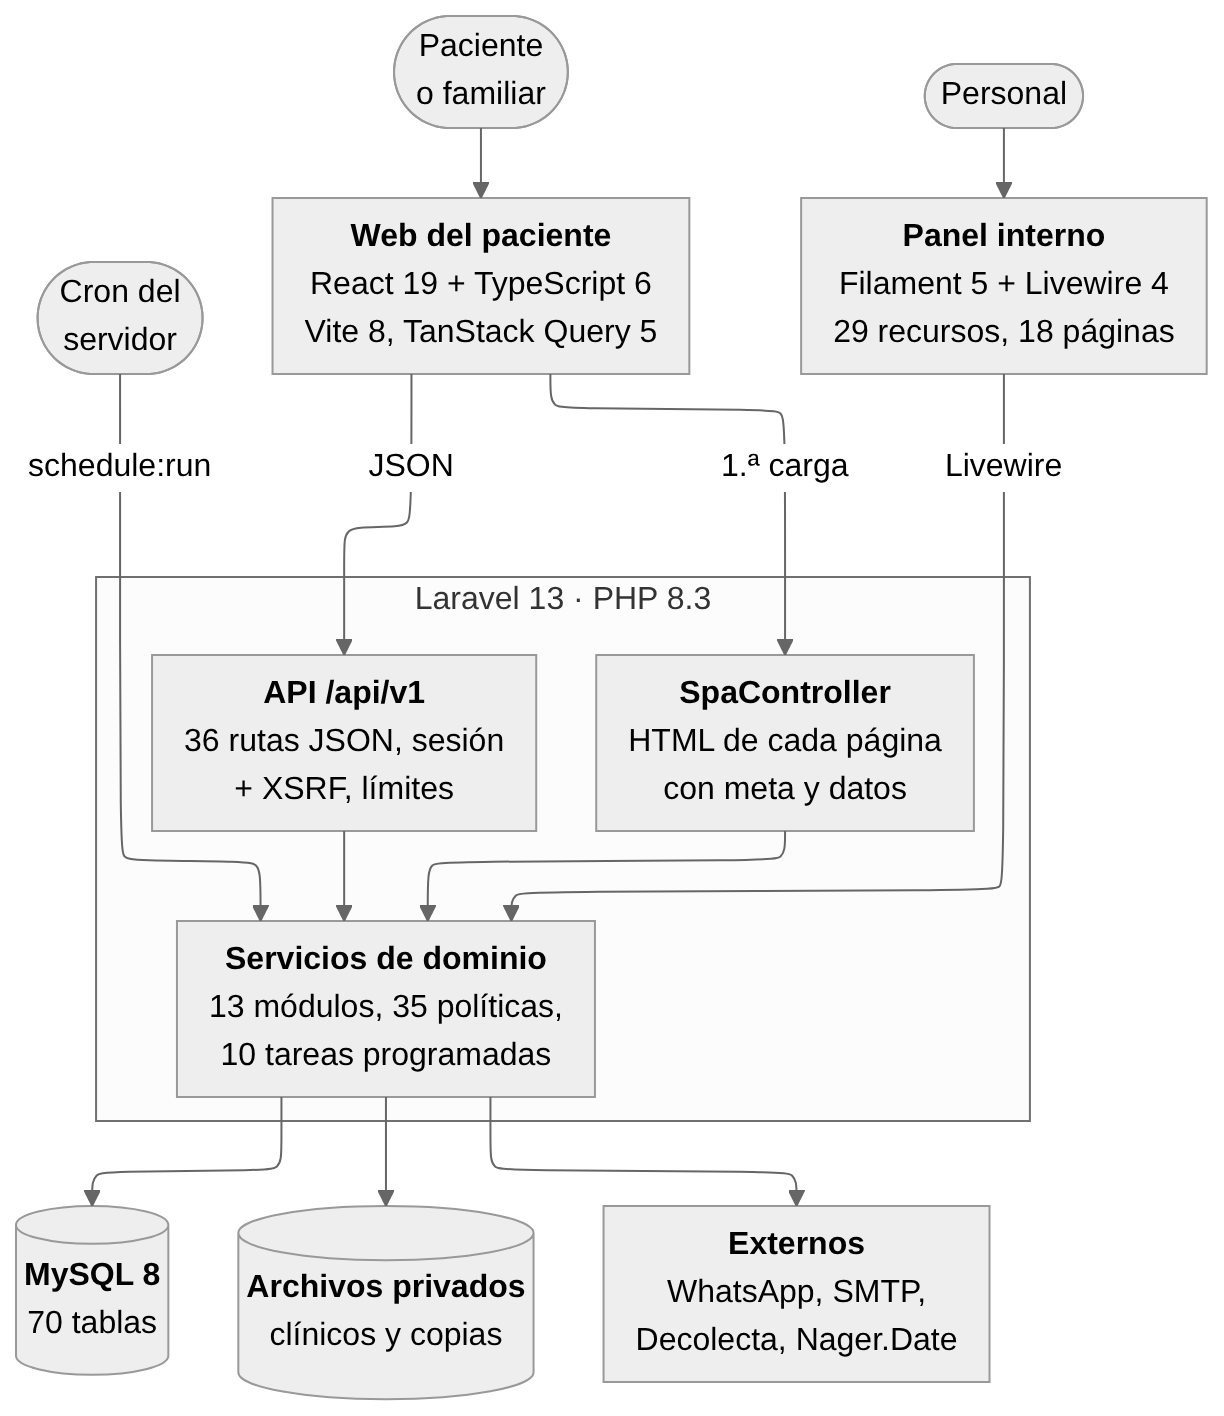 Paciente
o familiar
Personal
Web del paciente
React 19 + TypeScript 6
Vite 8, TanStack Query 5
Panel interno
Filament 5 + Livewire 4
29 recursos, 18 páginas
Cron del
servidor
schedule:run
JSON
1.ª carga
Livewire
Laravel 13 · PHP 8.3
API /api/v1
36 rutas JSON, sesión
+ XSRF, límites
SpaController
HTML de cada página
con meta y datos
Servicios de dominio
13 módulos, 35 políticas,
10 tareas programadas
MySQL 8
70 tablas
Archivos privados
clínicos y copias
Externos
WhatsApp, SMTP,
Decolecta, Nager.Date